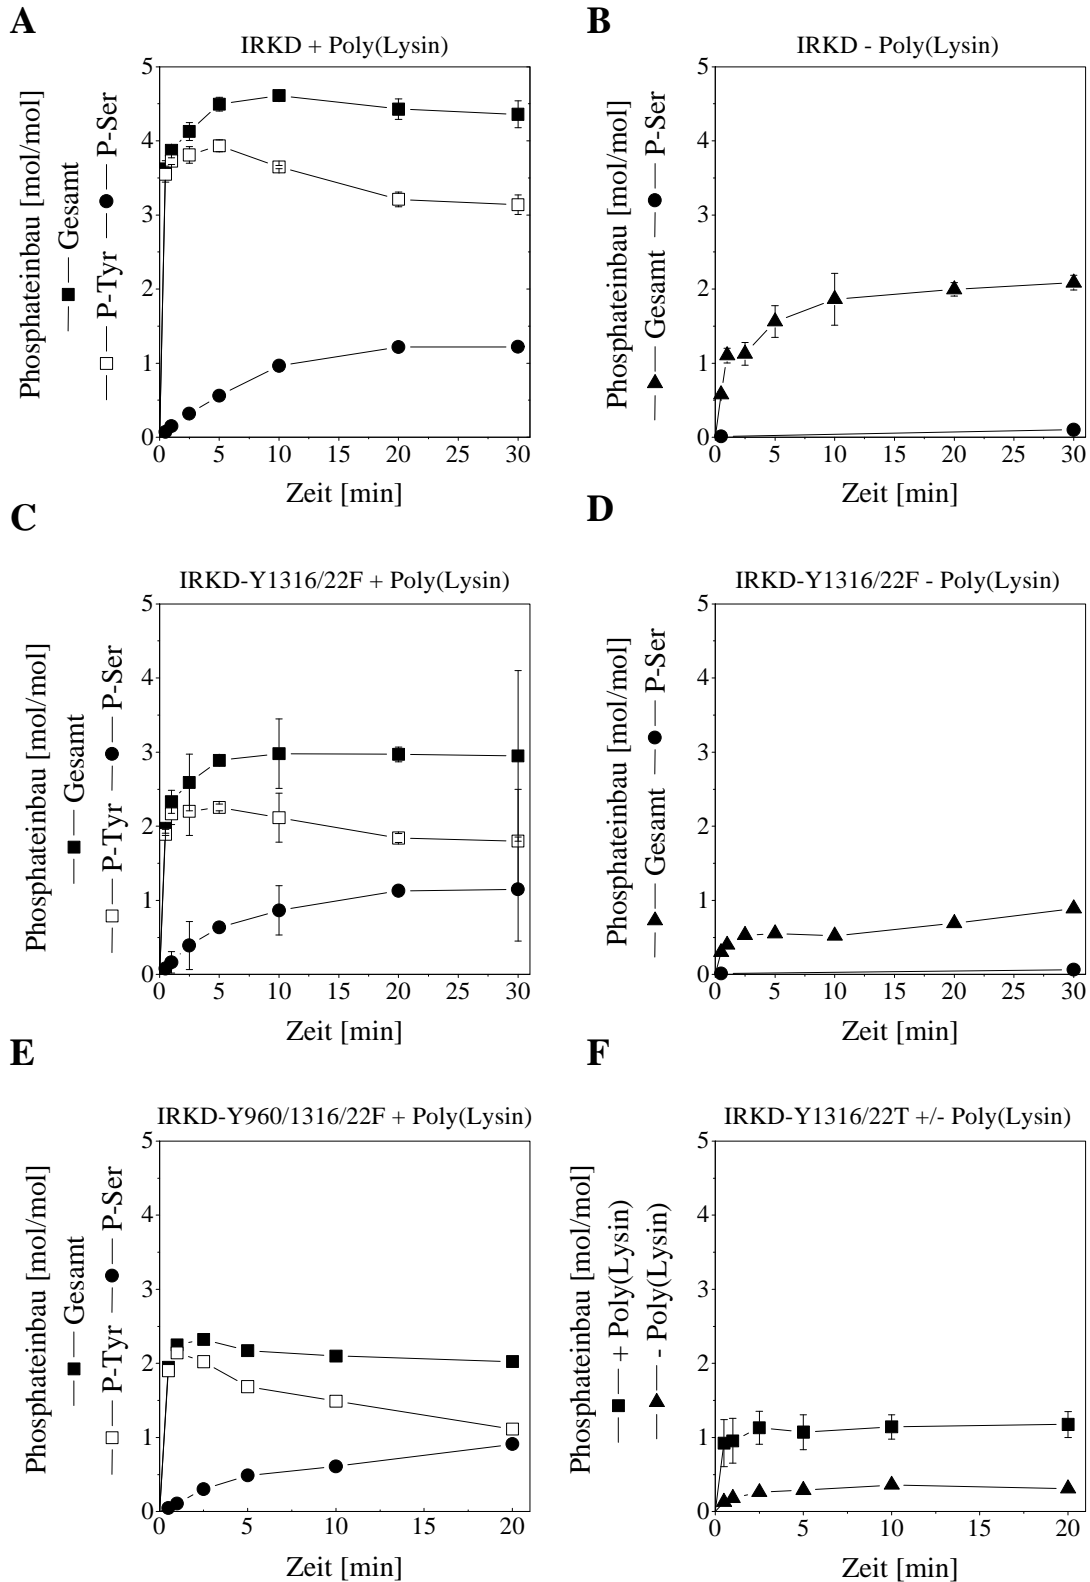 A
IRKD + Poly(Lysin)
Phosphateinbau [mol/mol]
Gesamt
P-Tyr P-Ser
5
4
3
2
1
0
0 5 10 15 20 25 30
Zeit [min]
B
IRKD - Poly(Lysin)
Phosphateinbau [mol/mol]
Gesamt P-Ser
5
4
3
2
1
0
0 5 10 15 20 25 30
Zeit [min]
C
IRKD-Y1316/22F + Poly(Lysin)
Phosphateinbau [mol/mol]
Gesamt
P-Tyr P-Ser
5
4
3
2
1
0
0 5 10 15 20 25 30
Zeit [min]
D
IRKD-Y1316/22F - Poly(Lysin)
Phosphateinbau [mol/mol]
Gesamt P-Ser
5
4
3
2
1
0
0 5 10 15 20 25 30
Zeit [min]
E
IRKD-Y960/1316/22F + Poly(Lysin)
Phosphateinbau [mol/mol]
Gesamt
P-Tyr P-Ser
5
4
3
2
1
0
0 5 10 15 20
Zeit [min]
F
IRKD-Y1316/22T +/- Poly(Lysin)
Phosphateinbau [mol/mol]
+ Poly(Lysin)
- Poly(Lysin)
5
4
3
2
1
0
0 5 10 15 20
Zeit [min]